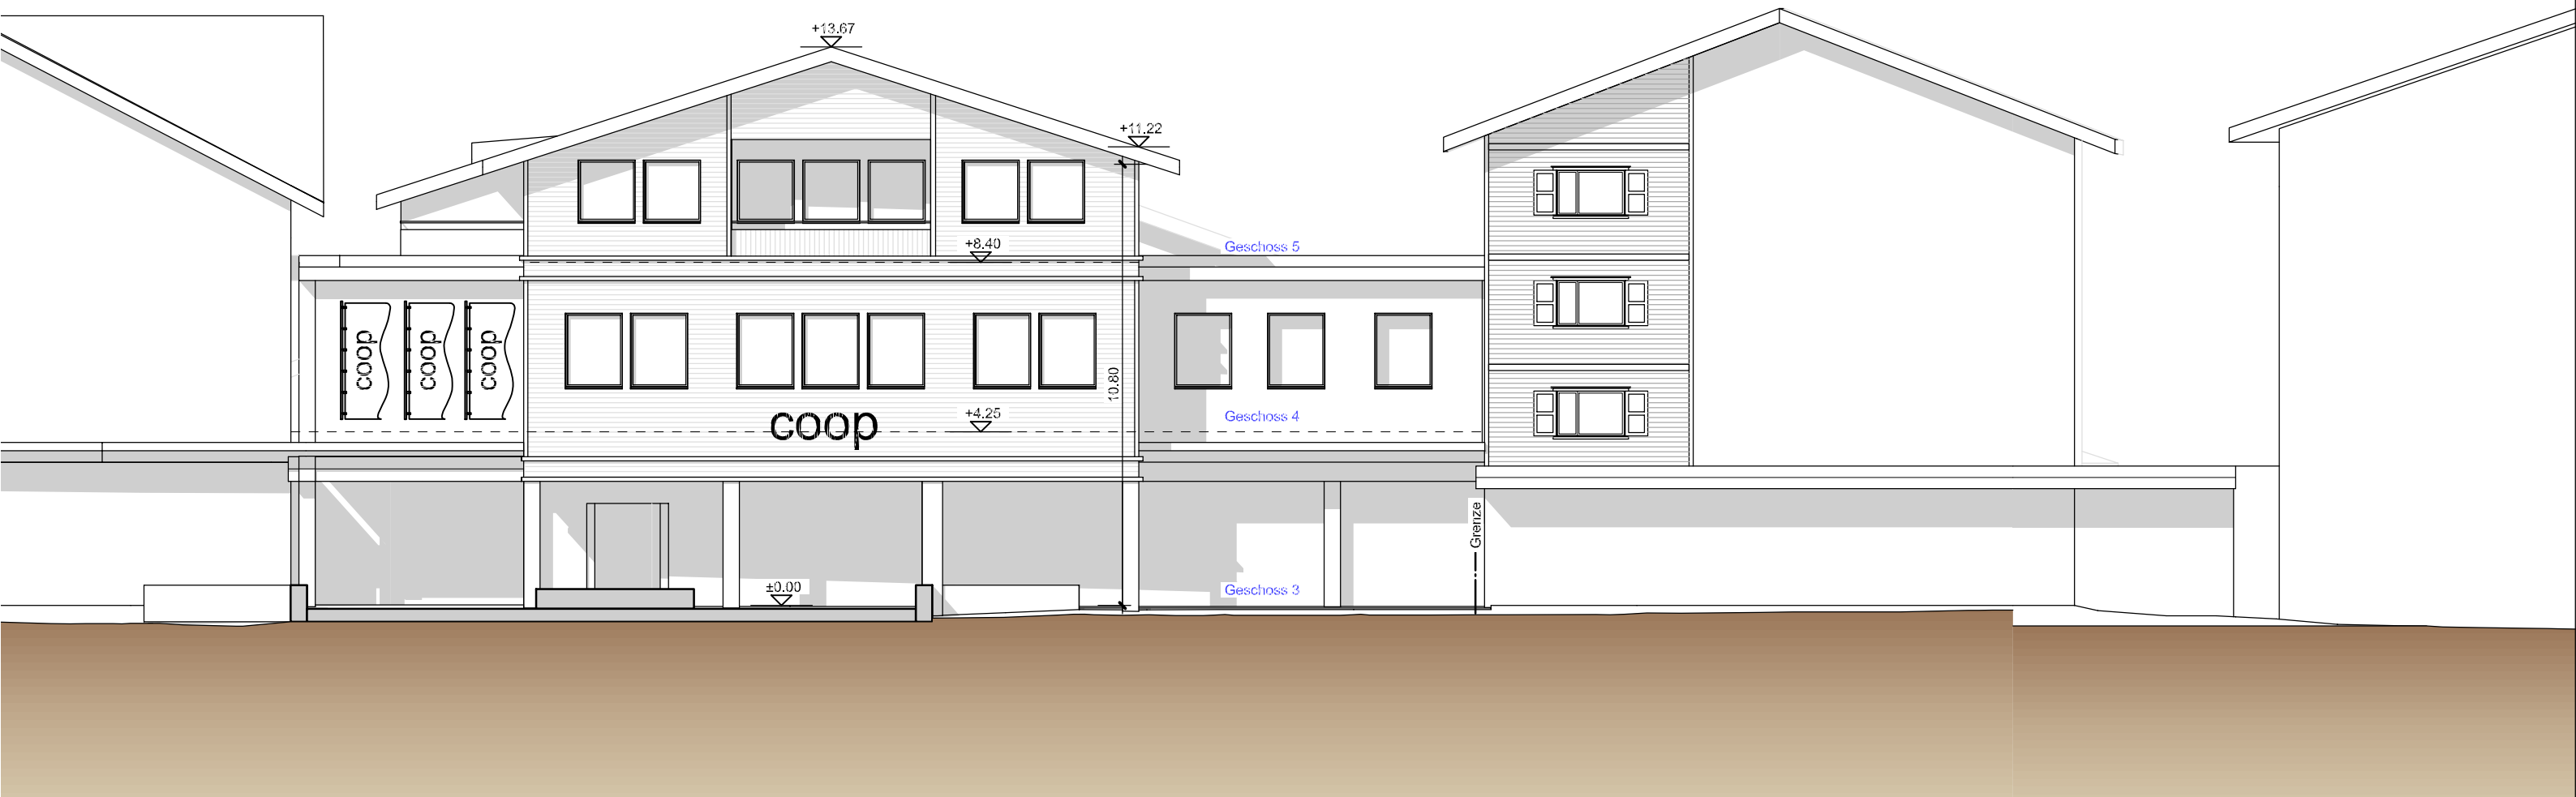 +13.67
+11.22
+8.40
Geschoss 5
coop
coop
coop
10.80
+4.25
Geschoss 4
coop
Grenze
±0.00
Geschoss 3